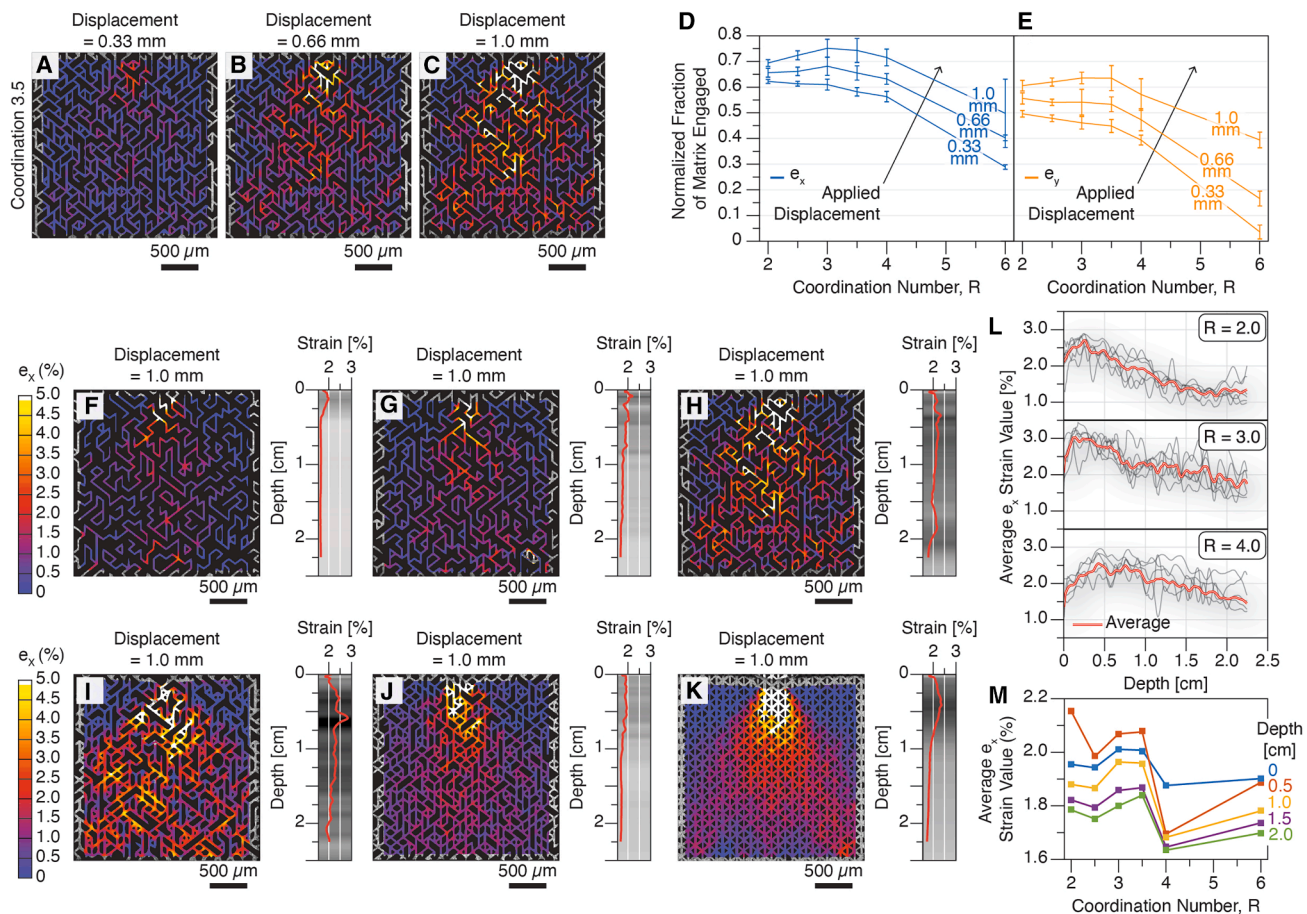 Displacement
= 0.33 mm
Displacement
= 0.66 mm
Displacement
= 1.0 mm
Coordination 3.5
A
B
C
500 µm
500 µm
500 µm
D
E
Normalized Fraction
of Matrix Engaged
0.8
0.7
0.6
0.5
0.4
0.3
0.2
0.1
0
1.0
mm
0.66
mm
0.33
mm
ex
Applied
Displacement
2
3
4
5
6
Coordination Number, R
1.0
mm
0.66
mm
0.33
mm
ey
Applied
Displacement
2
3
4
5
6
Coordination Number, R
ex (%)
5.0
4.5
4.0
3.5
3.0
2.5
2.0
1.5
1.0
0.5
0
Displacement
= 1.0 mm
F
500 µm
Strain [%]
2 3
0
1
2
Depth [cm]
Displacement
= 1.0 mm
G
500 µm
Strain [%]
2 3
0
1
2
Depth [cm]
Displacement
= 1.0 mm
H
500 µm
Strain [%]
2 3
0
1
2
Depth [cm]
ex (%)
5.0
4.5
4.0
3.5
3.0
2.5
2.0
1.5
1.0
0.5
0
Displacement
= 1.0 mm
I
500 µm
Strain [%]
2 3
0
1
2
Depth [cm]
Displacement
= 1.0 mm
J
500 µm
Strain [%]
2 3
0
1
2
Depth [cm]
Displacement
= 1.0 mm
K
500 µm
Strain [%]
2 3
0
1
2
Depth [cm]
L
Average ex Strain Value [%]
3.0
2.0
1.0
R = 2.0
3.0
2.0
1.0
R = 3.0
3.0
2.0
1.0
R = 4.0
Average
0
0.5
1.0
1.5
2.0
2.5
Depth [cm]
M
Average ex
Strain Value (%)
2.2
2.0
1.8
1.6
Depth
[cm]
0
0.5
1.0
1.5
2.0
2
3
4
5
6
Coordination Number, R